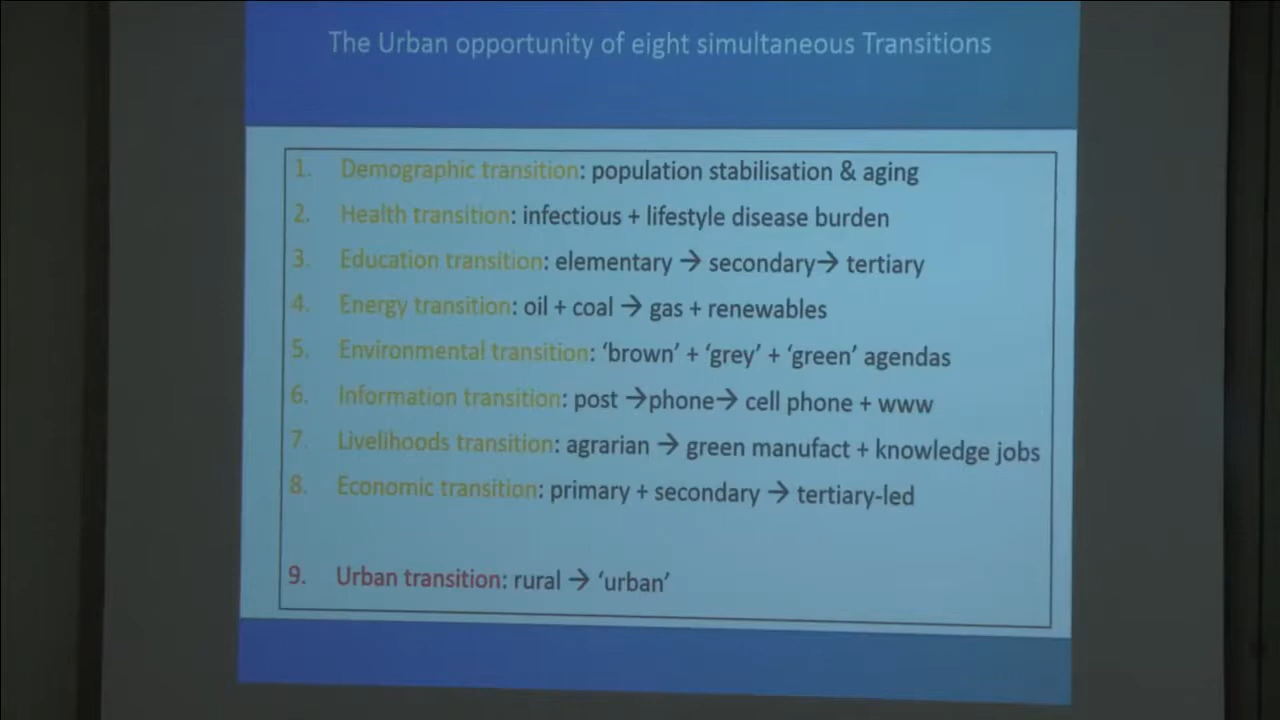 The Urban opportunity of eight simultaneous Transitions
1. Demographic transition: population stabilisation & aging
2. Health transition: infectious + lifestyle disease burden
3. Education transition: elementary → secondary→ tertiary
4. Energy transition: oil + coal → gas + renewables
5. Environmental transition: ‘brown’ + ‘grey’ + ‘green’ agendas
6. Information transition: post →phone→ cell phone + www
7. Livelihoods transition: agrarian → green manufact + knowledge jobs
8. Economic transition: primary + secondary → tertiary-led
9. Urban transition: rural → ‘urban’